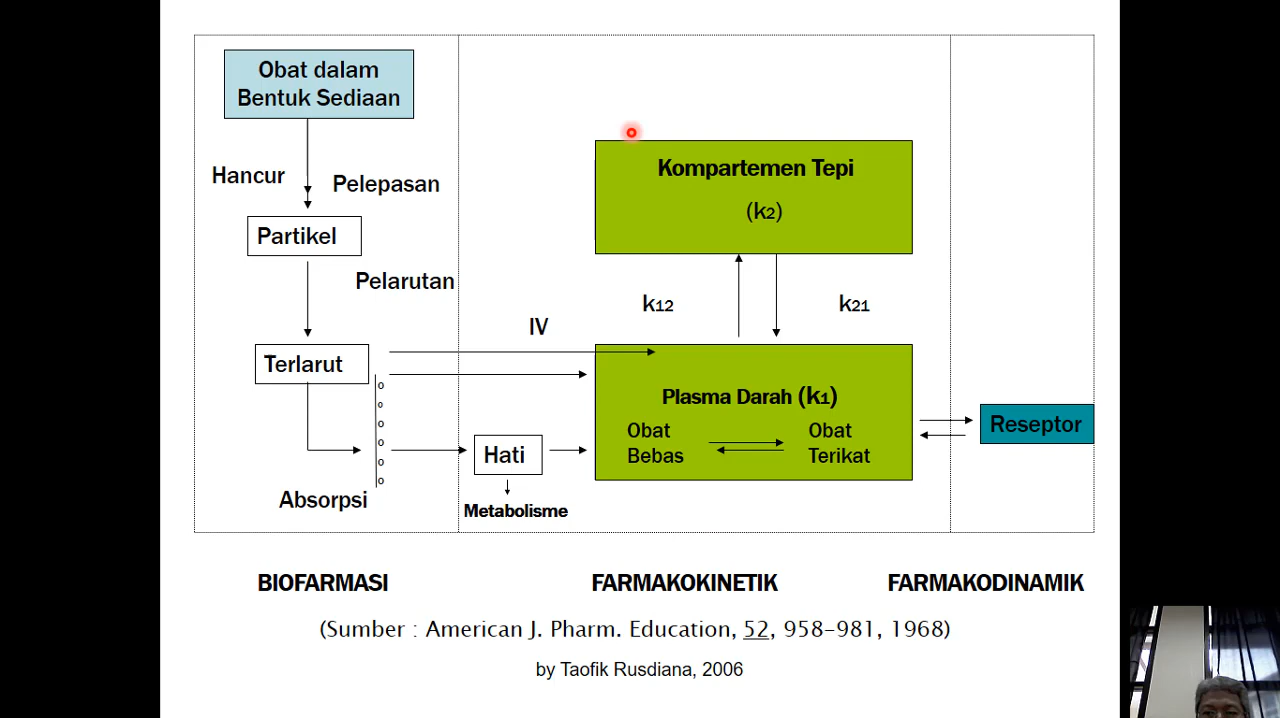 Obat dalam
Bentuk Sediaan
Hancur
Pelepasan
Partikel
Pelarutan
Terlarut
Absorpsi
IV
Hati
Metabolisme
Kompartemen Tepi
(k2)
k12
k21
Plasma Darah (k1)
Obat
Bebas
Obat
Terikat
Reseptor
BIOFARMASI
FARMAKOKINETIK
FARMAKODINAMIK
(Sumber : American J. Pharm. Education, 52, 958-981, 1968)
by Taofik Rusdiana, 2006